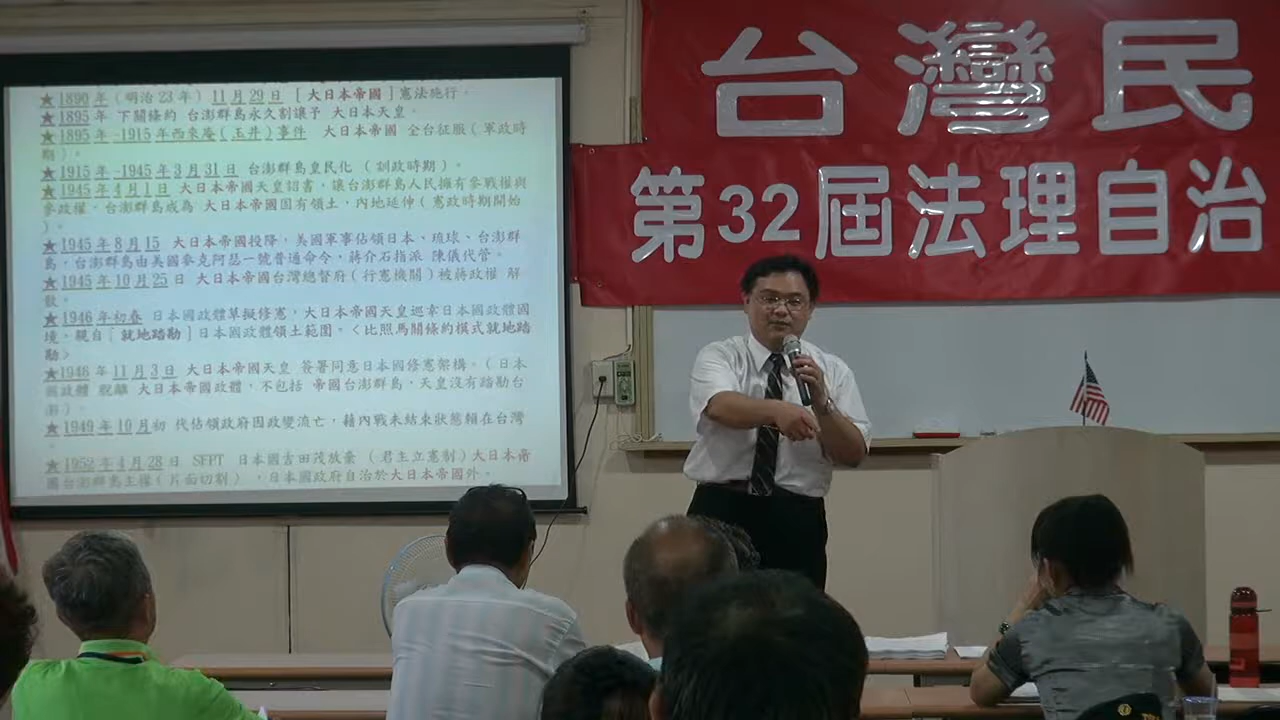 台灣民
第32屆法理自治
★1890年(明治23年)11月29日 [大日本帝國]憲法施行。
★1895年 下關條約 台澎群島永久割讓予 大日本天皇。
★1895年-1915年西來庵(玉井)事件 大日本帝國 全台征服(軍政時
期)。
★1915年-1945年3月31日 台澎群島皇民化 (訓政時期)。
★1945年4月1日 大日本帝國天皇詔書,讓台澎群島人民擁有參戰權與
參政權。台澎群島成為 大日本帝國固有領土,內地延伸(憲政時期開始
)。
★1945年8月15 大日本帝國投降,美國軍事佔領日本、琉球、台澎群
島,台澎群島由美國麥克阿瑟一號普通命令,蔣介石指派 陳儀代管。
★1945年10月25日 大日本帝國台灣總督府(行憲機關)被蔣政權 解
散。
★1946年初春 日本國政體草擬修憲,大日本帝國天皇巡幸日本國政體國
境,親自[就地踏勘]日本國政體領土範圍。<比照馬關條約模式就地踏
勘>
★1948年11月3日 大日本帝國天皇 簽署同意日本國修憲架構。(日本
國政體 脫離 大日本帝國政體,不包括 帝國台澎群島,天皇沒有踏勘台
澎)。
★1949年10月初 代佔領政府因政變流亡,藉內戰未結束狀態賴在台灣
。
★1952年4月28日 SFPT 日本國吉田茂放棄 (君主立憲制)大日本帝
國台澎群島主權(片面切割),日本國政府自治於大日本帝國外。